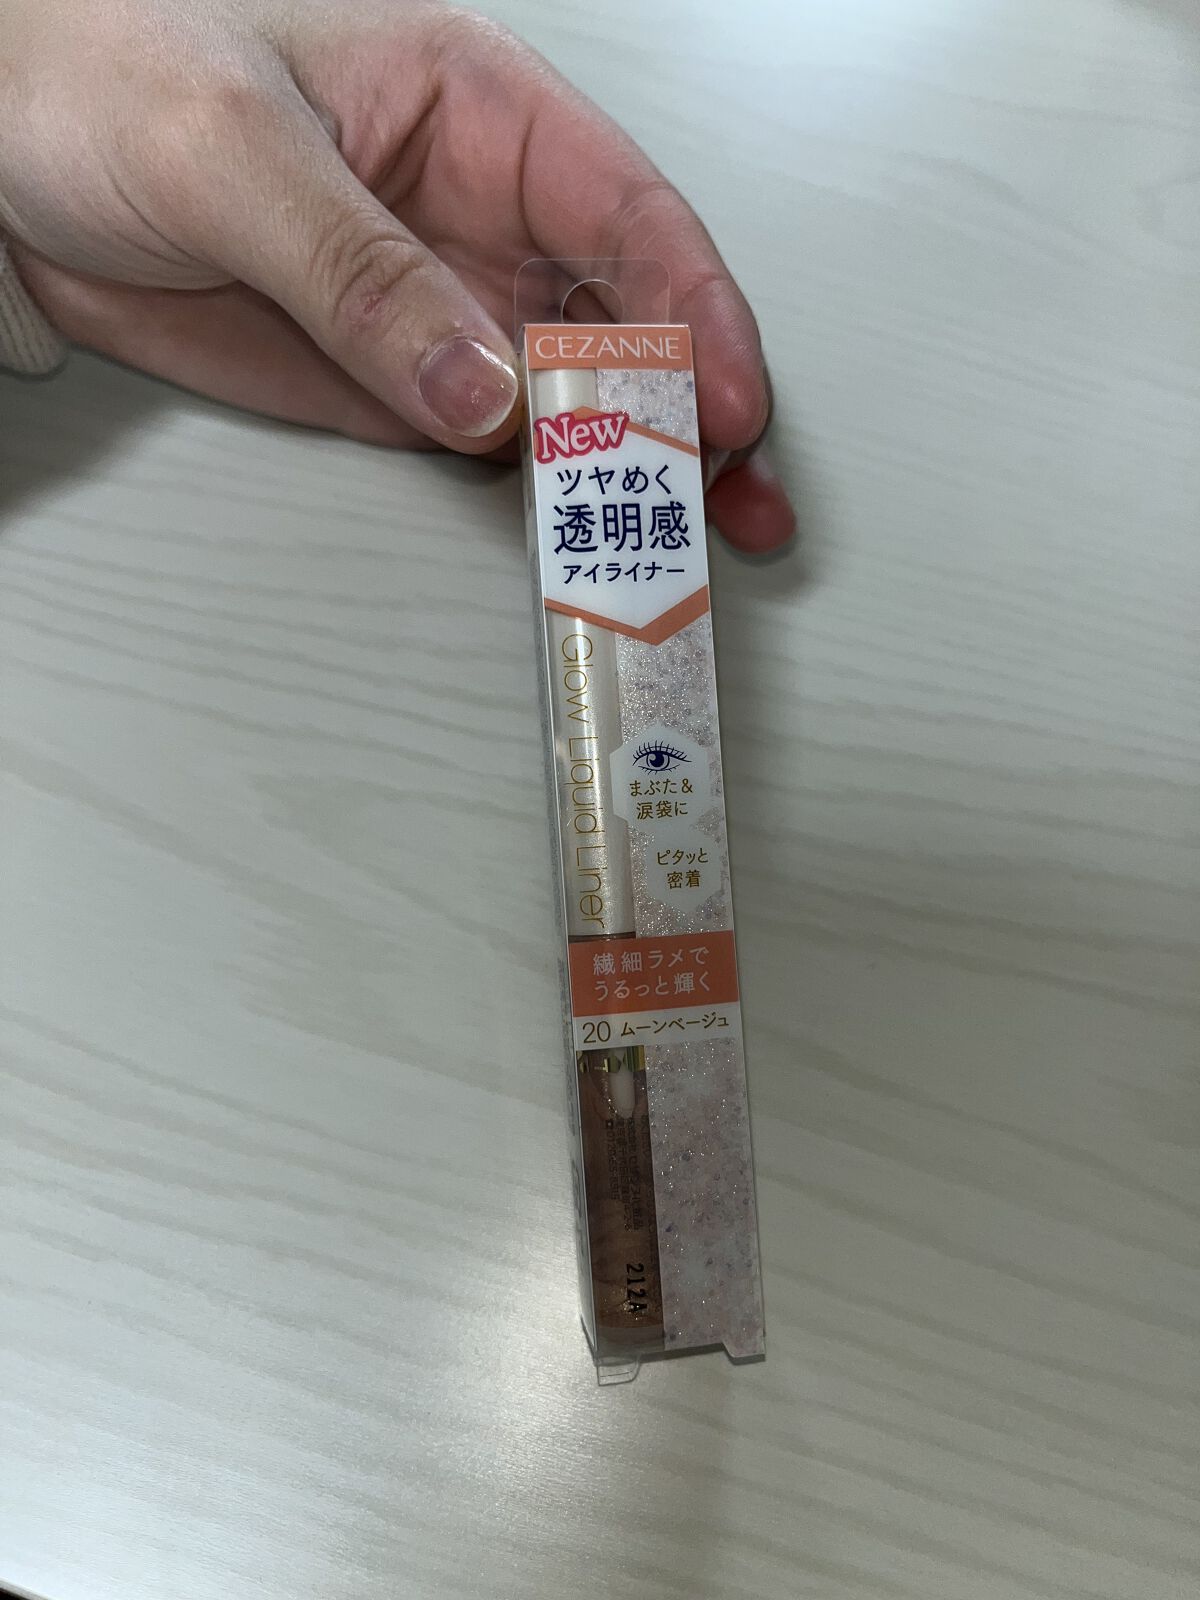 CEZANNE
New
ツヤめく
透明感
アイライナー
Glow Liquid Liner
まぶた&
涙袋に
ピタッと
密着
繊細ラメで
うるっと輝く
20 ムーンベージュ
212A